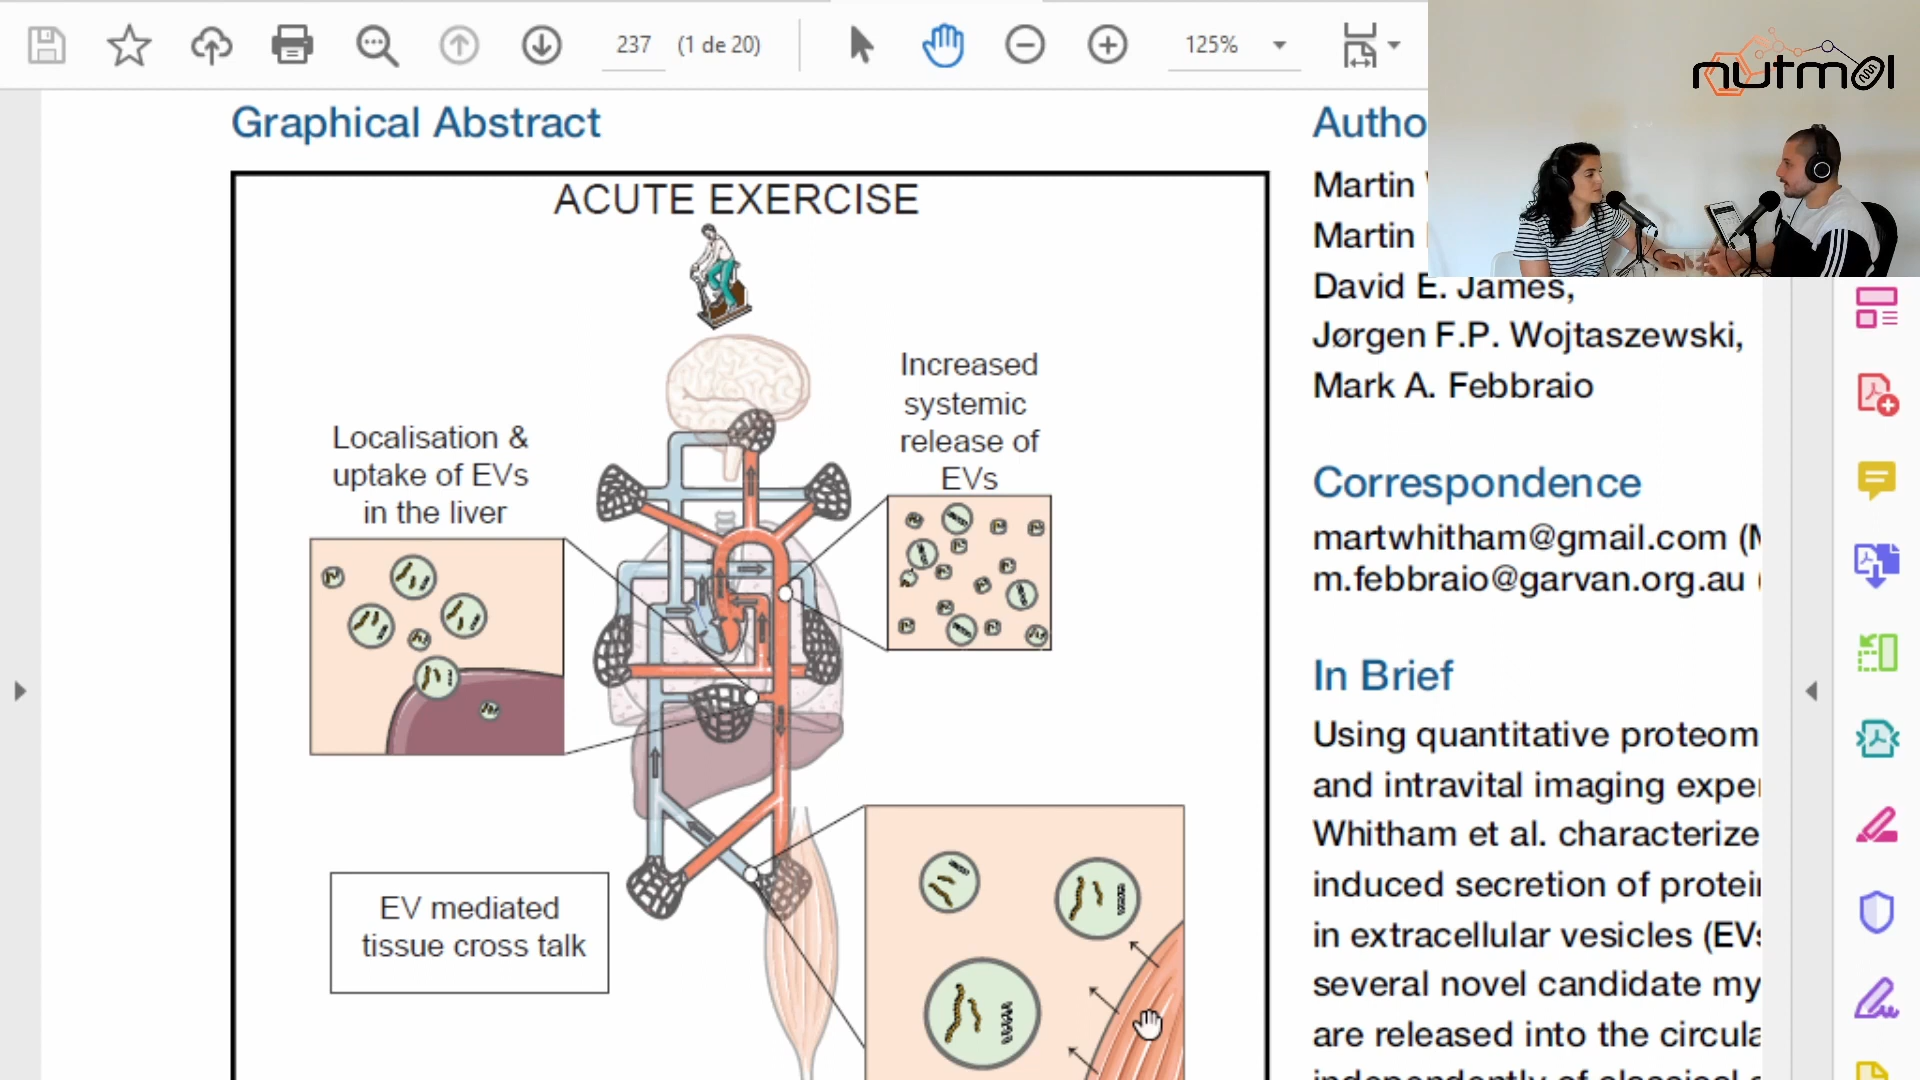 237 (1 de 20)
125%
nutmol
Graphical Abstract
ACUTE EXERCISE
Increased
systemic
release of
EVs
Localisation &
uptake of EVs
in the liver
EV mediated
tissue cross talk
Martin
Martin
David E. James,
Jørgen F.P. Wojtaszewski,
Mark A. Febbraio
Correspondence
martwhitham@gmail.com
m.febbraio@garvan.org.au
In Brief
Using quantitative proteom
and intravital imaging exper
Whitham et al. characterize
induced secretion of protei
in extracellular vesicles (EVs
several novel candidate my
are released into the circula